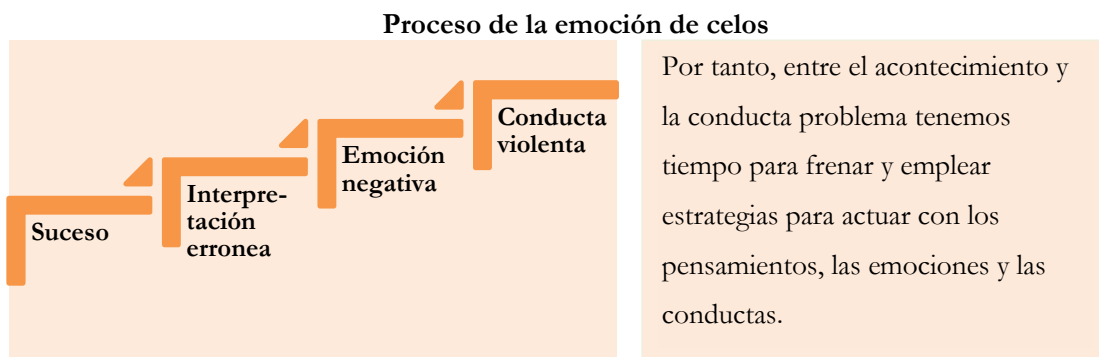 Proceso de la emoción de celos
Suceso
Interpre-
tación
erronea
Emoción
negativa
Conducta
violenta
Por tanto, entre el acontecimiento y
la conducta problema tenemos
tiempo para frenar y emplear
estrategias para actuar con los
pensamientos, las emociones y las
conductas.